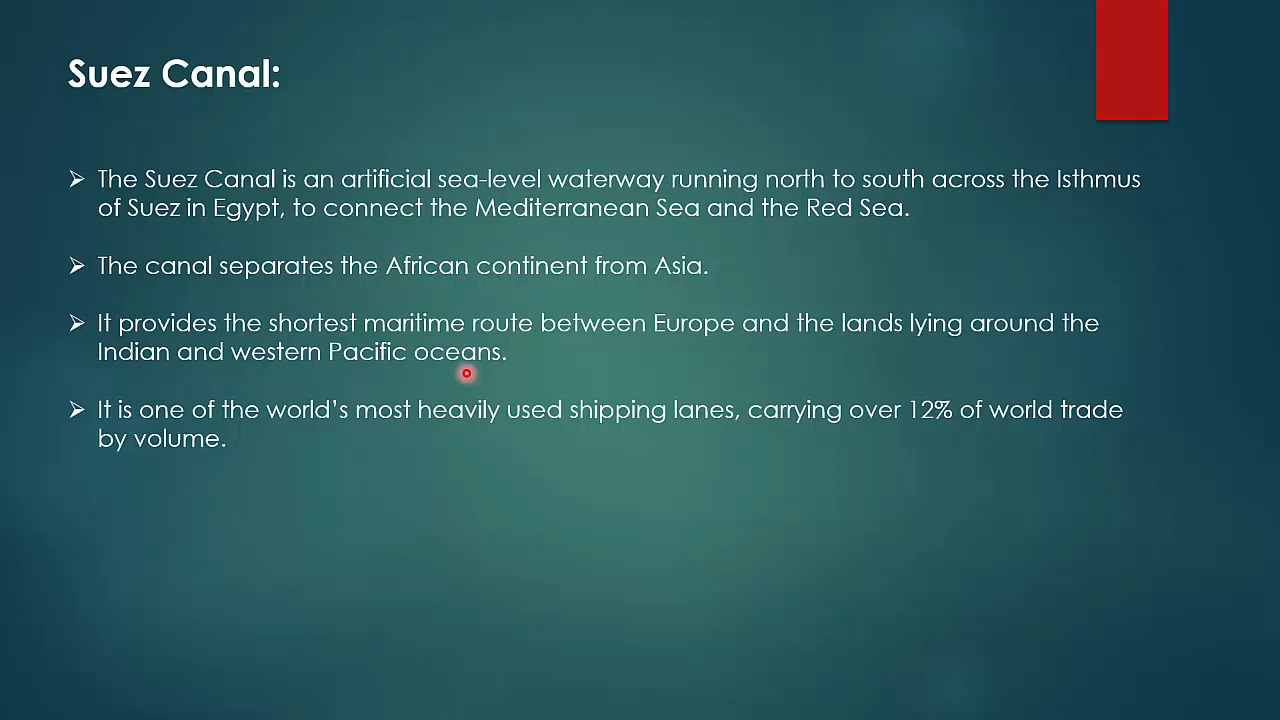 Suez Canal:
The Suez Canal is an artificial sea-level waterway running north to south across the Isthmus
of Suez in Egypt, to connect the Mediterranean Sea and the Red Sea.
The canal separates the African continent from Asia.
It provides the shortest maritime route between Europe and the lands lying around the
Indian and western Pacific oceans.
It is one of the world’s most heavily used shipping lanes, carrying over 12% of world trade
by volume.